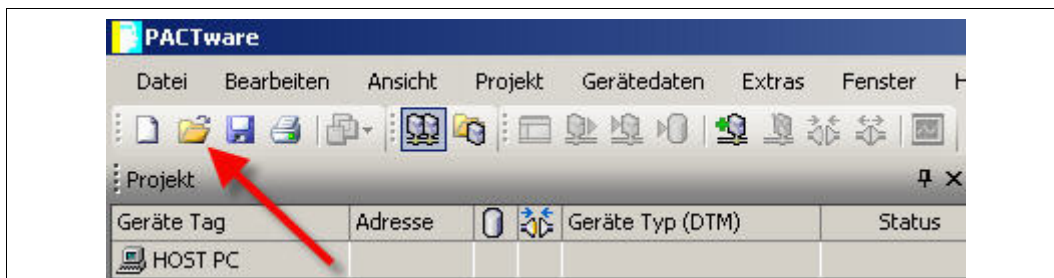 PACTware
Datei Bearbeiten Ansicht Projekt Gerätedaten Extras Fenster
Projekt
Geräte Tag Adresse Geräte Typ (DTM) Status
HOST PC